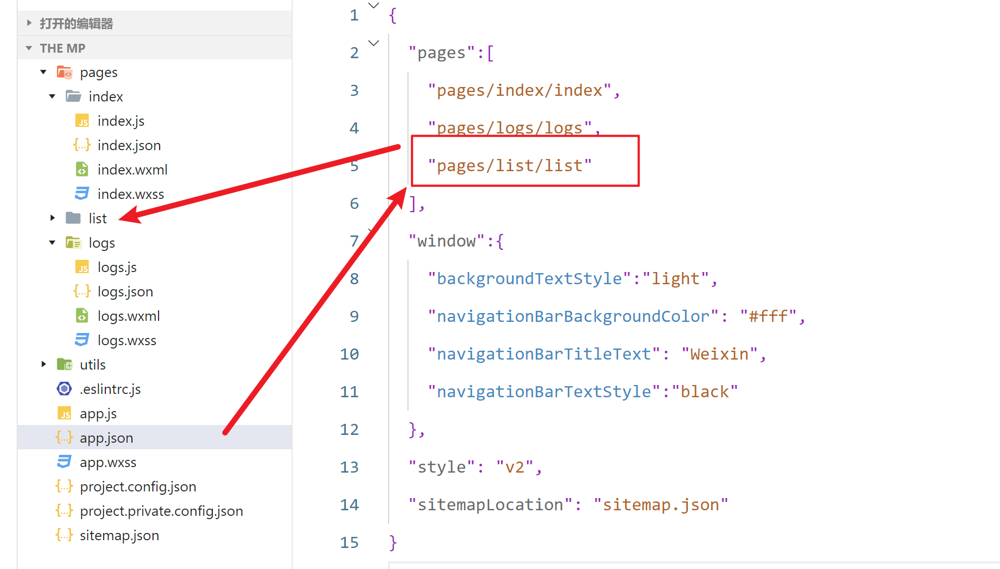 打开的编辑器
THE MP
pages
index
index.js
index.json
index.wxml
index.wxss
list
logs
logs.js
logs.json
logs.wxml
logs.wxss
utils
.eslintrc.js
app.js
app.json
app.wxss
project.config.json
project.private.config.json
sitemap.json
1 {
2 "pages":[
3 "pages/index/index",
4 "pages/logs/logs",
5 "pages/list/list"
6 ],
7 "window":{
8 "backgroundTextStyle":"light",
9 "navigationBarBackgroundColor": "#fff",
10 "navigationBarTitleText": "Weixin",
11 "navigationBarTextStyle":"black"
12 },
13 "style": "v2",
14 "sitemapLocation": "sitemap.json"
15 }